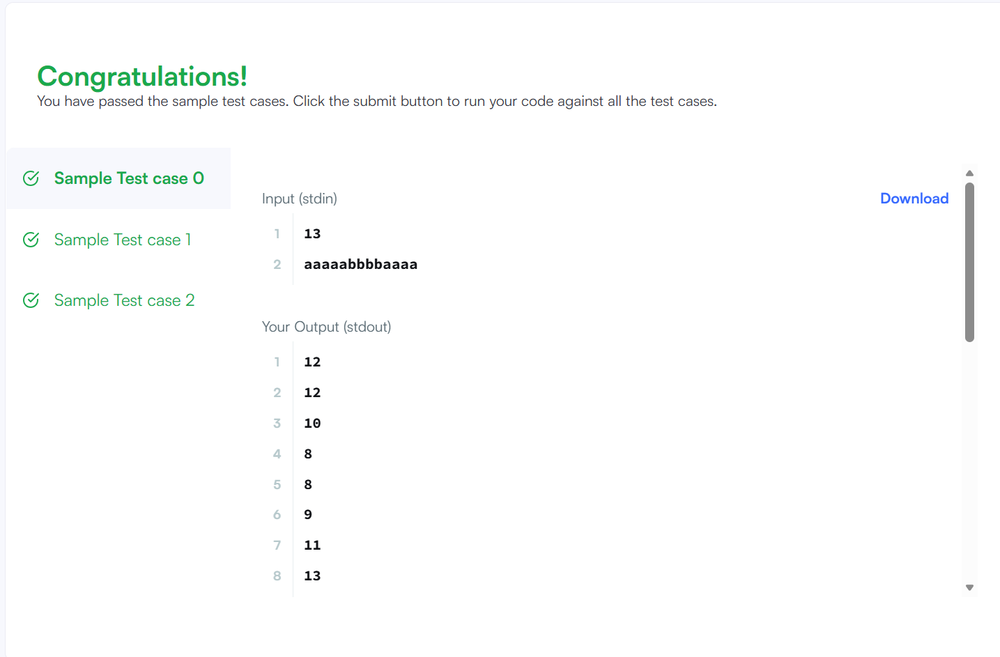 Congratulations!
You have passed the sample test cases. Click the submit button to run your code against all the test cases.
Sample Test case 0
Sample Test case 1
Sample Test case 2
Input (stdin)
Download
1 13
2 aaaaabbbbaaaa
Your Output (stdout)
1 12
2 12
3 10
4 8
5 8
6 9
7 11
8 13